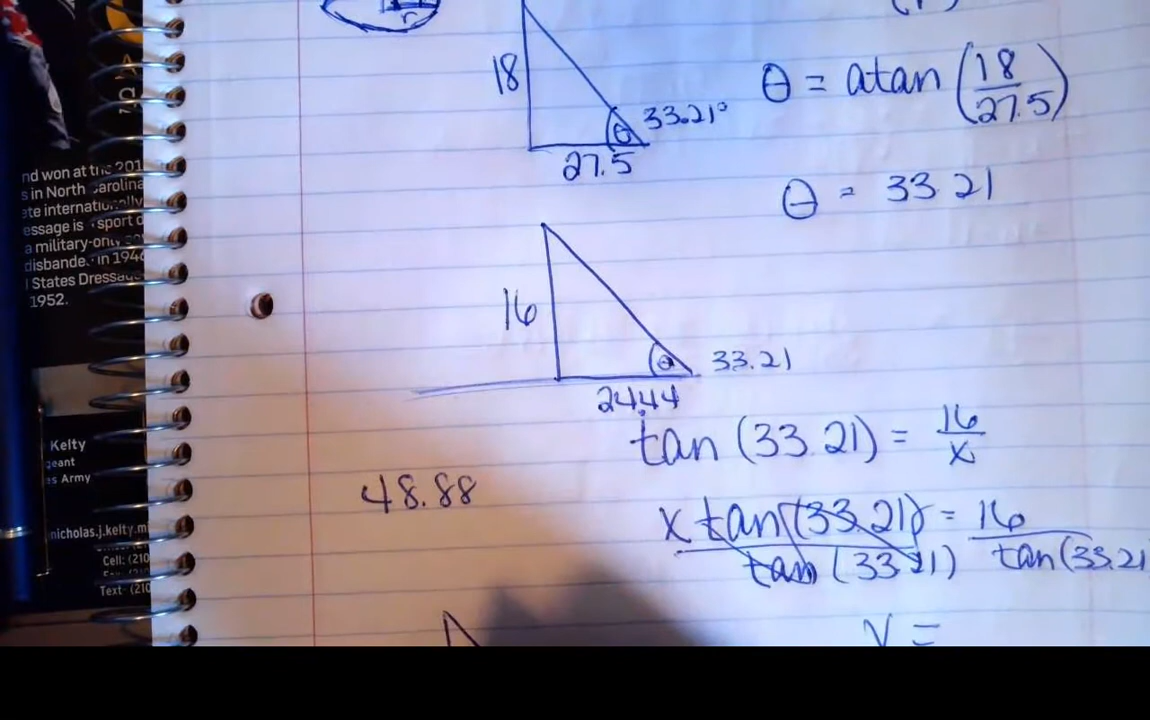 r
18
33.21°
θ
27.5
θ = atan (18/27.5)
θ = 33.21
16
θ
33.21
24.44
tan (33.21) = 16/x
48.88
x tan (33.21) = 16
tan (33.21) tan (33.21
nd won at the 201
s in North Carolina
ate internationally
essage is sport
a military-only
disbanded in 194
l States Dressage
1952.
Kelty
geant
es Army
nicholas.j.kelty.m
Cell: (210
Text: (210